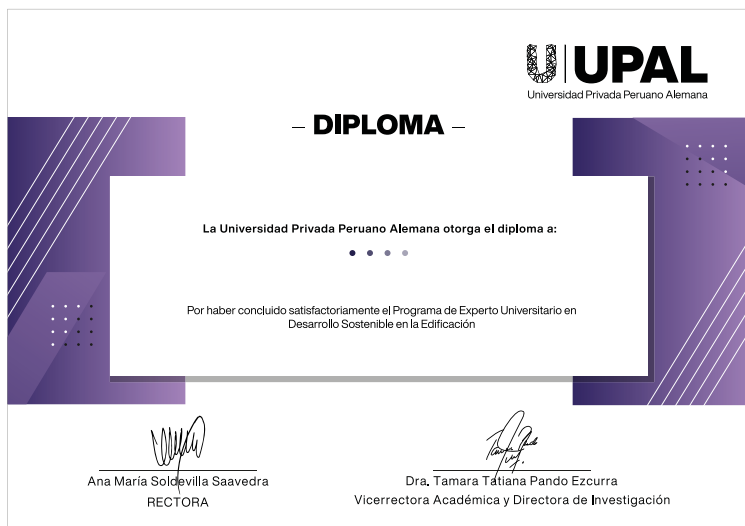 UPAL
Universidad Privada Peruano Alemana
– DIPLOMA –
La Universidad Privada Peruano Alemana otorga el diploma a:
Por haber concluido satisfactoriamente el Programa de Experto Universitario en
Desarrollo Sostenible en la Edificación
Ana María Soldevilla Saavedra
RECTORA
Dra. Tamara Tatiana Pando Ezcurra
Vicerrectora Académica y Directora de Investigación